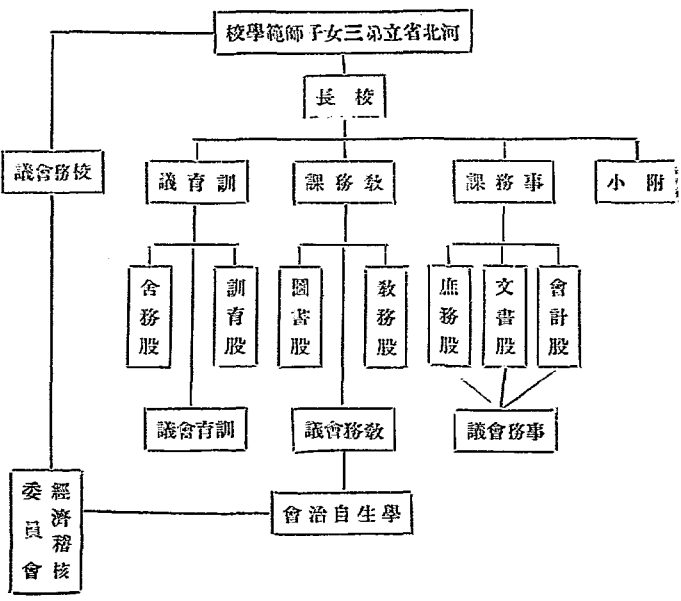 河北省立第三女子師範學校
校長
校務會議
訓育議
教務課
事務課
附小
會計股
文書股
庶務股
教務股
圖書股
訓育股
舍務股
事務會議
教務會議
訓育會議
學生自治會
經濟稽核
委員會